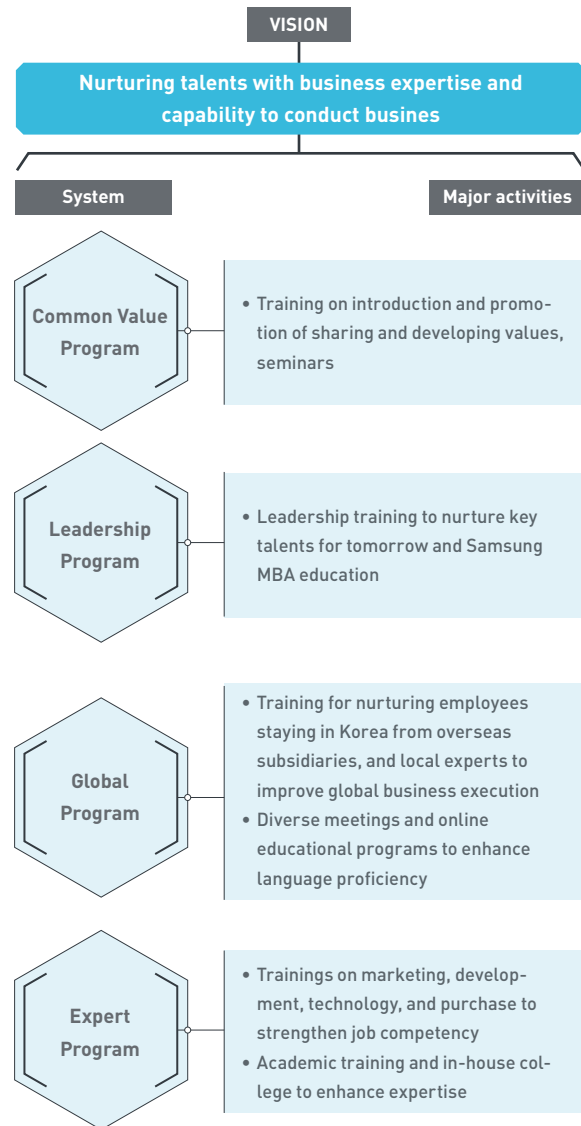 VISION
Nurturing talents with business expertise and
capability to conduct busines
System
Major activities
Common Value
Program
• Training on introduction and promo-
tion of sharing and developing values,
seminars
Leadership
Program
• Leadership training to nurture key
talents for tomorrow and Samsung
MBA education
Global
Program
• Training for nurturing employees
staying in Korea from overseas
subsidiaries, and local experts to
improve global business execution
• Diverse meetings and online
educational programs to enhance
language proficiency
Expert
Program
• Trainings on marketing, develop-
ment, technology, and purchase to
strengthen job competency
• Academic training and in-house col-
lege to enhance expertise